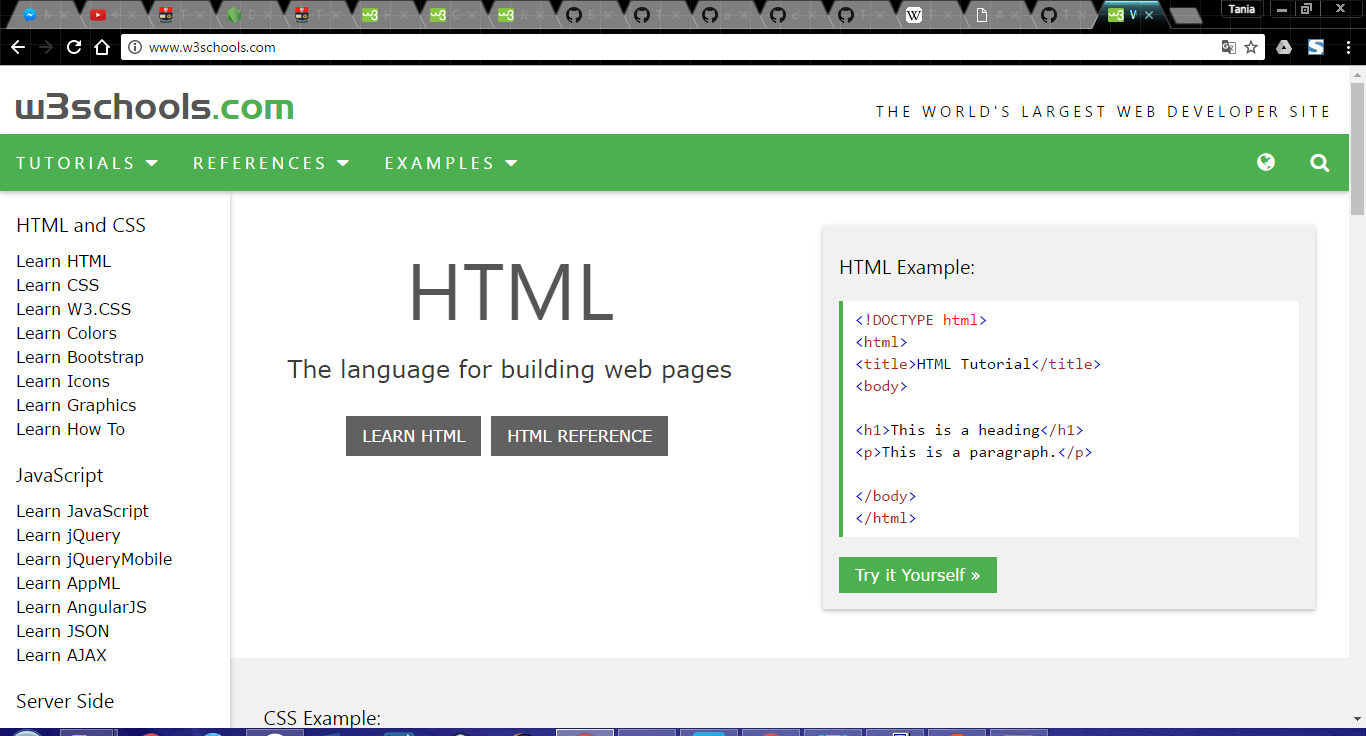 Tania
www.w3schools.com
w3schools.com
THE WORLD'S LARGEST WEB DEVELOPER SITE
TUTORIALS
REFERENCES
EXAMPLES
HTML and CSS
Learn HTML
Learn CSS
Learn W3.CSS
Learn Colors
Learn Bootstrap
Learn Icons
Learn Graphics
Learn How To
JavaScript
Learn JavaScript
Learn jQuery
Learn jQueryMobile
Learn AppML
Learn AngularJS
Learn JSON
Learn AJAX
Server Side
HTML
The language for building web pages
LEARN HTML
HTML REFERENCE
HTML Example:
<!DOCTYPE html>
<html>
<title>HTML Tutorial</title>
<body>
<h1>This is a heading</h1>
<p>This is a paragraph.</p>
</body>
</html>
Try it Yourself »
CSS Example: